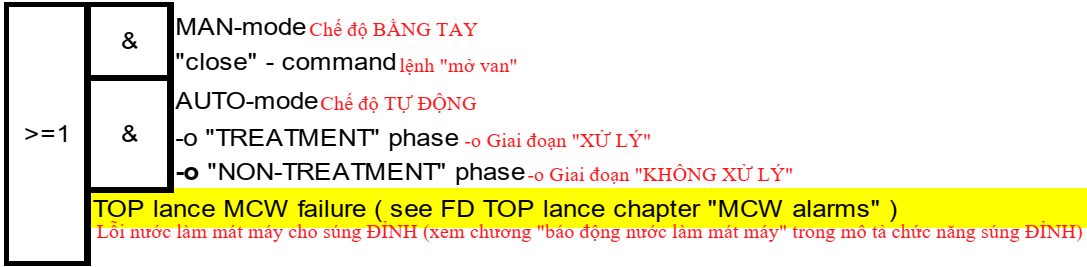 MAN-mode Chế độ BẰNG TAY
&
"close" - command lệnh "mở van"
AUTO-mode Chế độ TỰ ĐỘNG
>=1 & -o "TREATMENT" phase -o Giai đoạn "XỬ LÝ"
-o "NON-TREATMENT" phase -o Giai đoạn "KHÔNG XỬ LÝ"
TOP lance MCW failure ( see FD TOP lance chapter "MCW alarms" )
Lỗi nước làm mát máy cho súng ĐỈNH (xem chương "báo động nước làm mát máy" trong mô tả chức năng súng ĐỈNH)